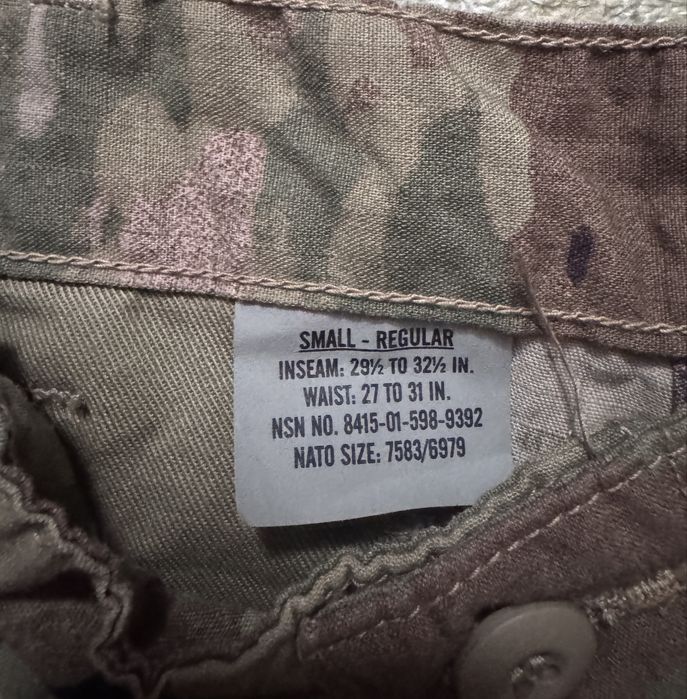 SMALL - REGULAR
INSEAM: 29½ TO 32½ IN.
WAIST: 27 TO 31 IN.
NSN NO. 8415-01-598-9392
NATO SIZE: 7583/6979